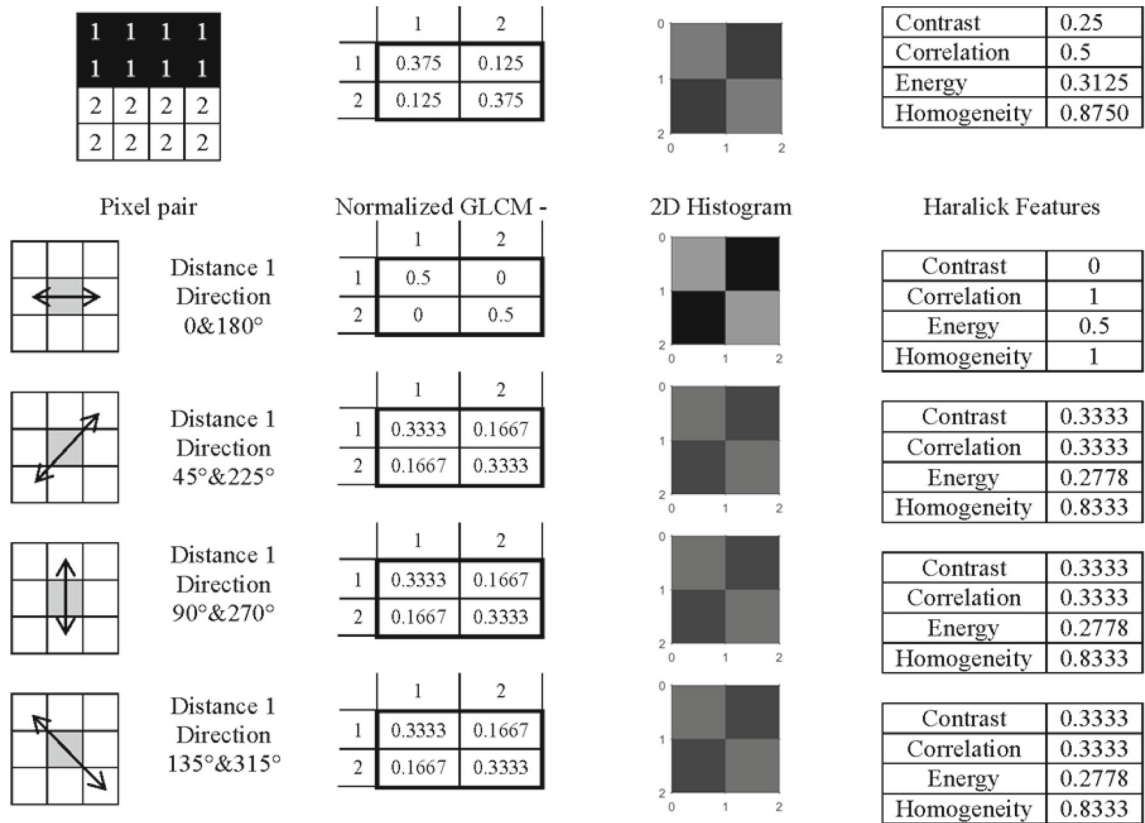 1 1 1 1
1 1 1 1
2 2 2 2
2 2 2 2
1 2
1 0.375 0.125
2 0.125 0.375
0
1
2
0 1 2
Contrast 0.25
Correlation 0.5
Energy 0.3125
Homogeneity 0.8750
Pixel pair
Normalized GLCM -
2D Histogram
Haralick Features
Distance 1
Direction
0&180°
1 2
1 0.5 0
2 0 0.5
0
1
2
0 1 2
Contrast 0
Correlation 1
Energy 0.5
Homogeneity 1
Distance 1
Direction
45°&225°
1 2
1 0.3333 0.1667
2 0.1667 0.3333
0
1
2
0 1 2
Contrast 0.3333
Correlation 0.3333
Energy 0.2778
Homogeneity 0.8333
Distance 1
Direction
90°&270°
1 2
1 0.3333 0.1667
2 0.1667 0.3333
0
1
2
0 1 2
Contrast 0.3333
Correlation 0.3333
Energy 0.2778
Homogeneity 0.8333
Distance 1
Direction
135°&315°
1 2
1 0.3333 0.1667
2 0.1667 0.3333
0
1
2
0 1 2
Contrast 0.3333
Correlation 0.3333
Energy 0.2778
Homogeneity 0.8333